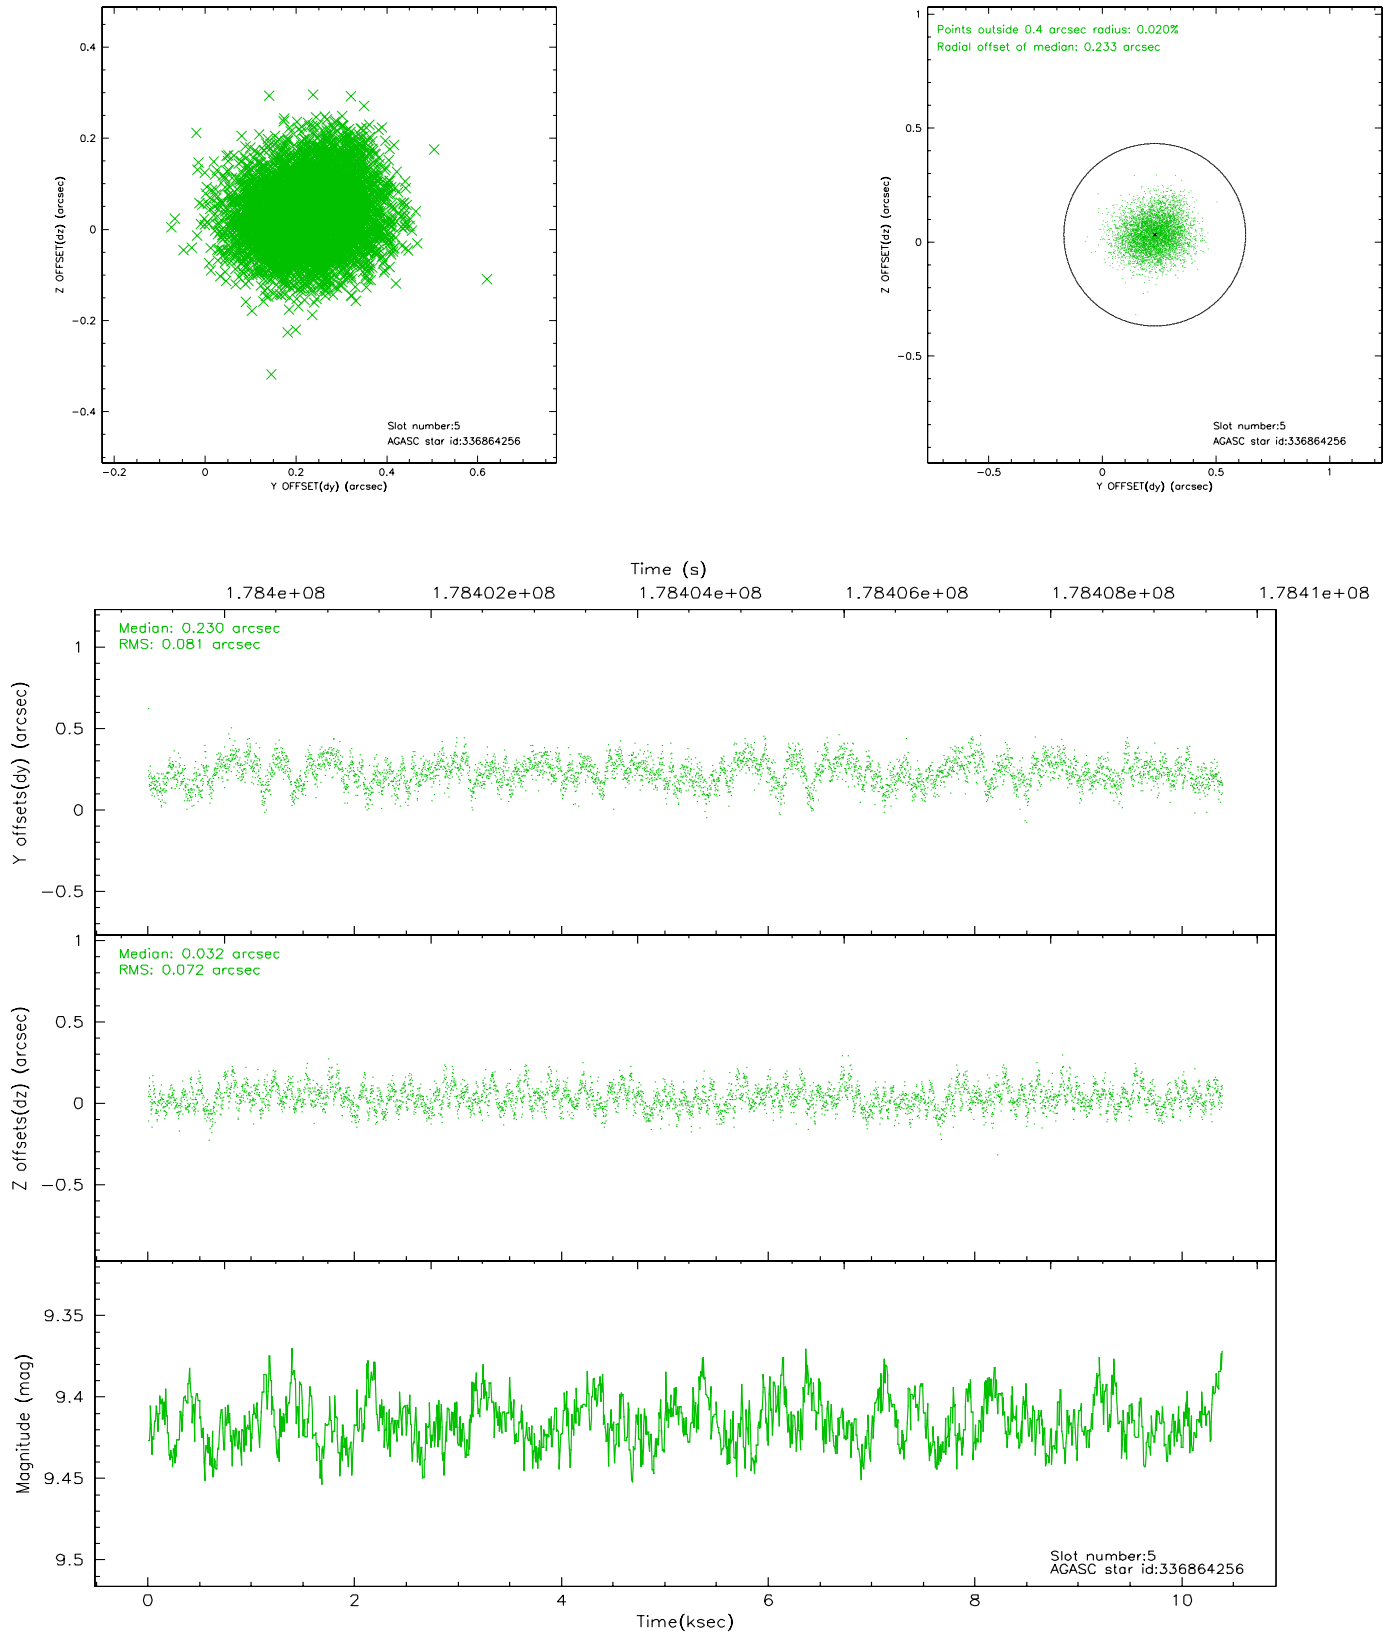 0.4
0.2
0
−0.2
−0.4
Z OFFSET(dz) (arcsec)
Slot number:5
AGASC star id:336864256
−0.2 0 0.2 0.4 0.6
Y OFFSET(dy) (arcsec)
Points outside 0.4 arcsec radius: 0.020%
Radial offset of median: 0.233 arcsec
1
0.5
0
−0.5
Z OFFSET(dz) (arcsec)
Slot number:5
AGASC star id:336864256
−0.5 0 0.5 1
Y OFFSET(dy) (arcsec)
Time (s)
1.784e+08 1.78402e+08 1.78404e+08 1.78406e+08 1.78408e+08 1.7841e+08
Median: 0.230 arcsec
RMS: 0.081 arcsec
1
0.5
0
−0.5
Y offsets(dy) (arcsec)
Median: 0.032 arcsec
RMS: 0.072 arcsec
1
0.5
0
−0.5
Z offsets(dz) (arcsec)
9.35
9.4
9.45
9.5
Magnitude (mag)
Slot number:5
AGASC star id:336864256
0 2 4 6 8 10
Time(ksec)